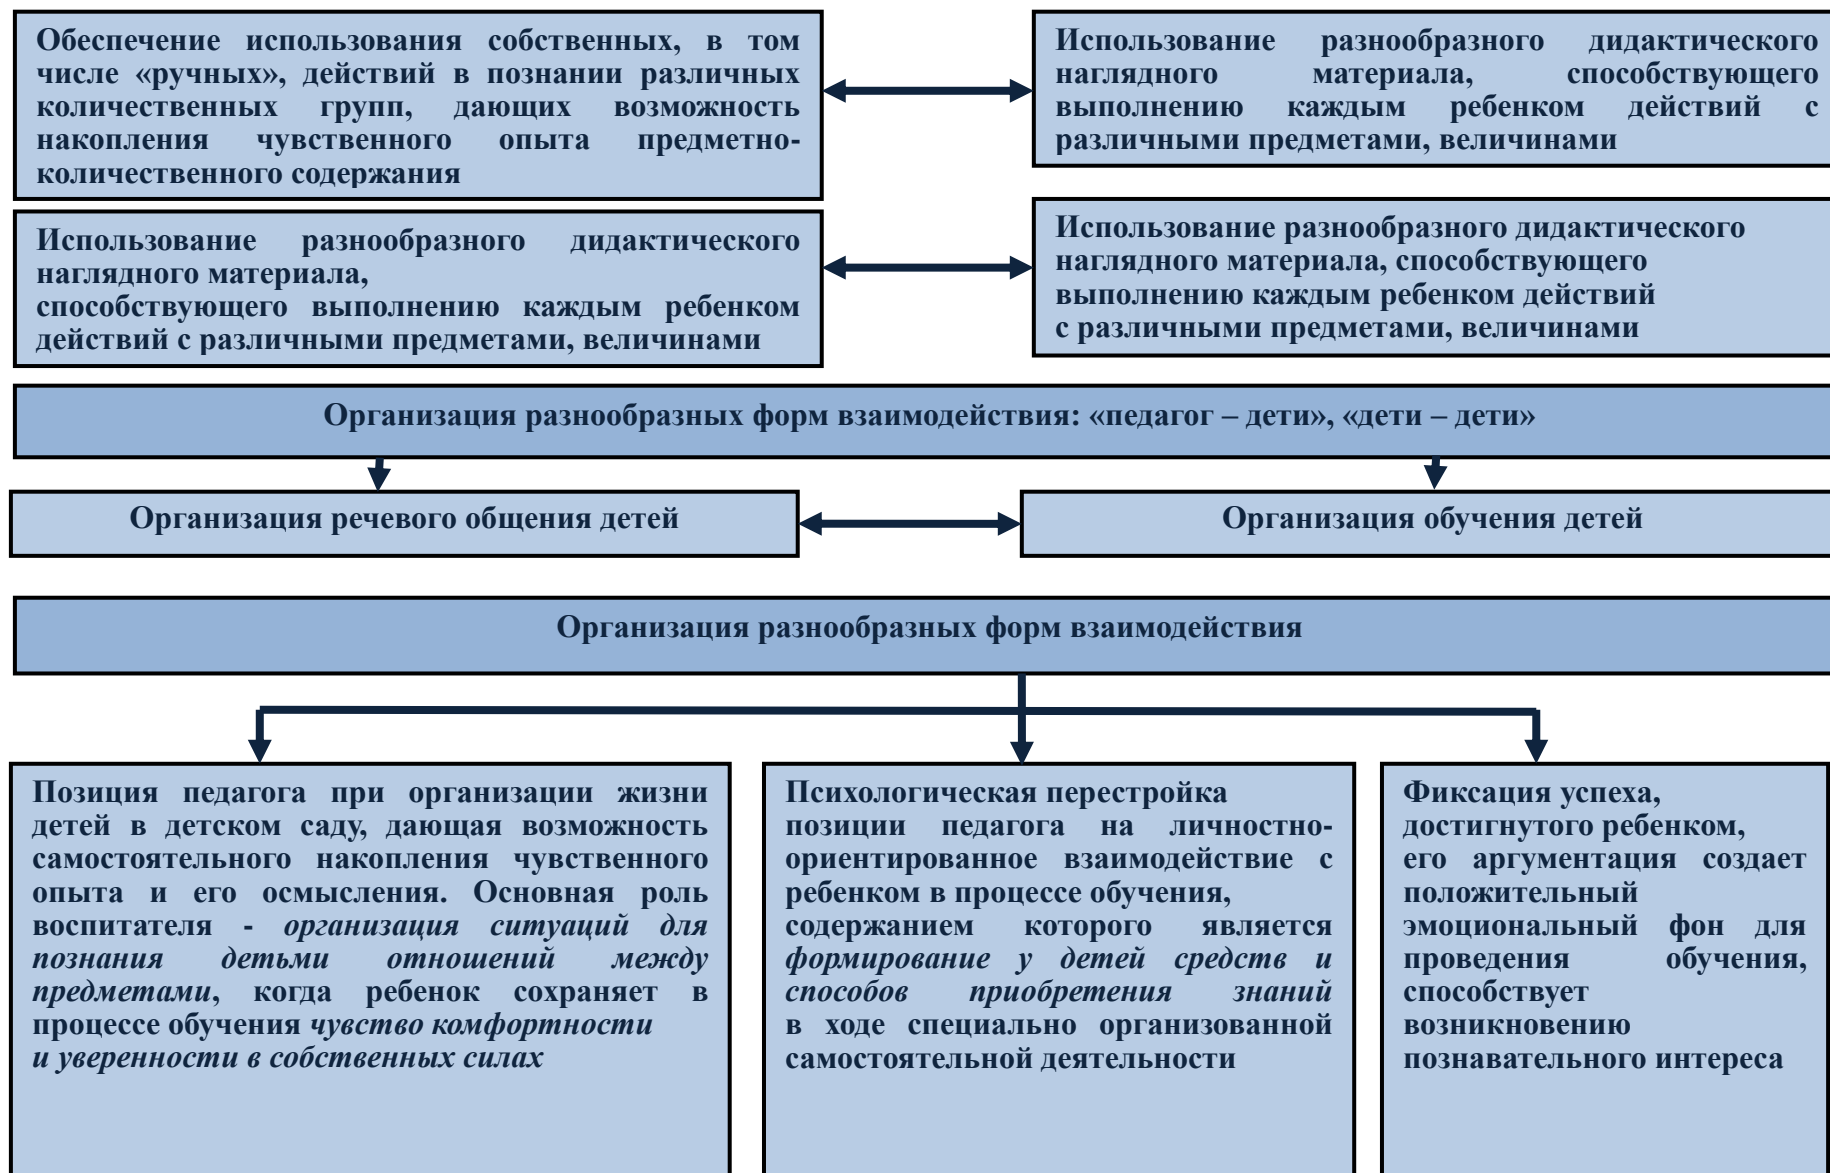 Обеспечение использования собственных, в том
числе «ручных», действий в познании различных
количественных групп, дающих возможность
накопления чувственного опыта предметно-
количественного содержания
Использование разнообразного дидактического
наглядного материала, способствующего
выполнению каждым ребенком действий с
различными предметами, величинами
Использование разнообразного дидактического
наглядного материала,
способствующего выполнению каждым ребенком
действий с различными предметами, величинами
Использование разнообразного дидактического
наглядного материала, способствующего
выполнению каждым ребенком действий
с различными предметами, величинами
Организация разнообразных форм взаимодействия: «педагог – дети», «дети – дети»
Организация речевого общения детей
Организация обучения детей
Организация разнообразных форм взаимодействия
Позиция педагога при организации жизни
детей в детском саду, дающая возможность
самостоятельного накопления чувственного
опыта и его осмысления. Основная роль
воспитателя - организация ситуаций для
познания детьми отношений между
предметами, когда ребенок сохраняет в
процессе обучения чувство комфортности
и уверенности в собственных силах
Психологическая перестройка
позиции педагога на личностно-
ориентированное взаимодействие с
ребенком в процессе обучения,
содержанием которого является
формирование у детей средств и
способов приобретения знаний
в ходе специально организованной
самостоятельной деятельности
Фиксация успеха,
достигнутого ребенком,
его аргументация создает
положительный
эмоциональный фон для
проведения обучения,
способствует
возникновению
познавательного интереса